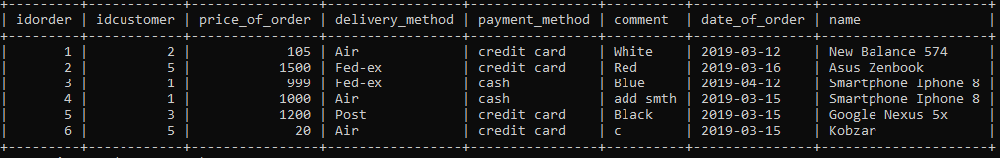 | idorder | idcustomer | price_of_order | delivery_method | payment_method | comment | date_of_order | name |
| 1 | 2 | 105 | Air | credit card | White | 2019-03-12 | New Balance 574 |
| 2 | 5 | 1500 | Fed-ex | credit card | Red | 2019-03-16 | Asus Zenbook |
| 3 | 1 | 999 | Fed-ex | cash | Blue | 2019-04-12 | Smartphone Iphone 8 |
| 4 | 1 | 1000 | Air | cash | add smth | 2019-03-15 | Smartphone Iphone 8 |
| 5 | 3 | 1200 | Post | credit card | Black | 2019-03-15 | Google Nexus 5x |
| 6 | 5 | 20 | Air | credit card | c | 2019-03-15 | Kobzar |